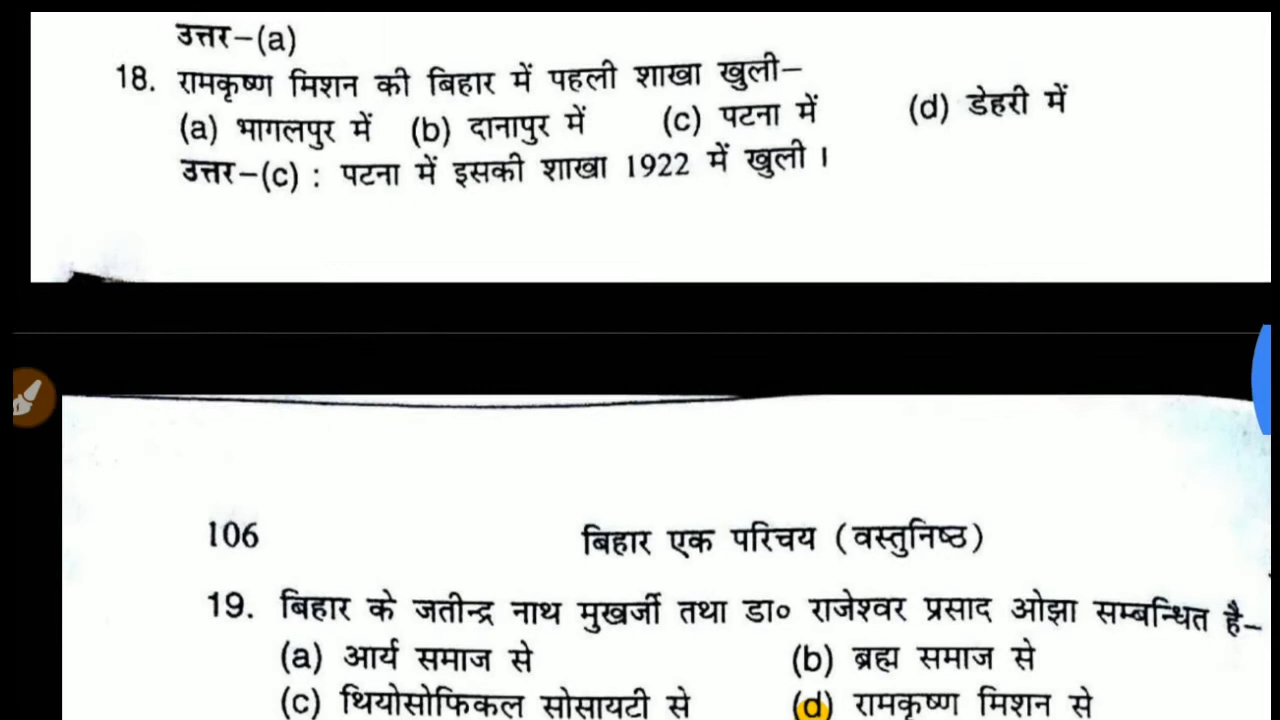 उत्तर–(a)
18. रामकृष्ण मिशन की बिहार में पहली शाखा खुली–
(a) भागलपुर में (b) दानापुर में (c) पटना में (d) डेहरी में
उत्तर–(c) : पटना में इसकी शाखा 1922 में खुली ।
106 बिहार एक परिचय (वस्तुनिष्ठ)
19. बिहार के जतीन्द्र नाथ मुखर्जी तथा डा० राजेश्वर प्रसाद ओझा सम्बन्धित है–
(a) आर्य समाज से (b) ब्रह्म समाज से
(c) थियोसोफिकल सोसायटी से (d) रामकृष्ण मिशन से